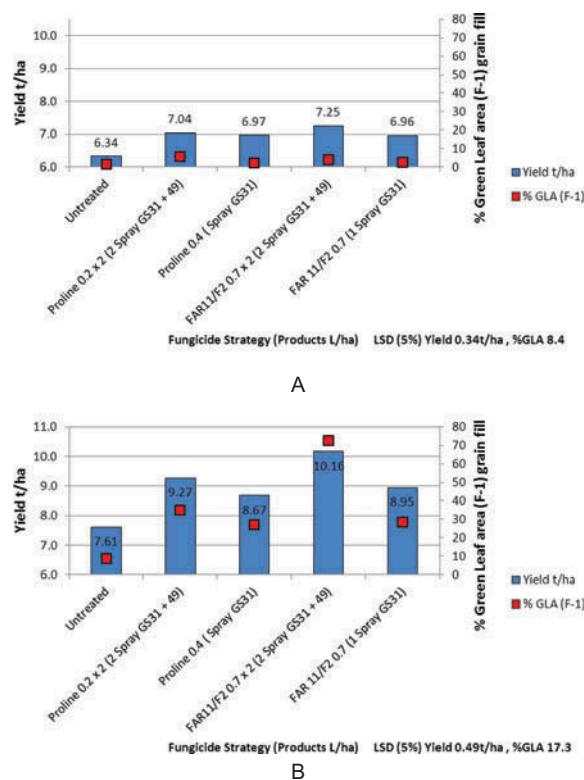 Yield t/ha
10.0
9.0
8.0
7.0
6.0
6.34
7.04
6.97
7.25
6.96
80
70
60
50
40
30
20
10
0
% Green Leaf area (F-1) grain fill
Yield t/ha
% GLA (F-1)
Untreated
Proline 0.2 x 2 (2 Spray GS31 + 49)
Proline 0.4 ( Spray GS31)
FAR11/F2 0.7 x 2 (2 Spray GS31 + 49)
FAR 11/F2 0.7 (1 Spray GS31)
Fungicide Strategy (Products L/ha) LSD (5%) Yield 0.34t/ha , %GLA 8.4
A
Yield t/ha
11.0
10.0
9.0
8.0
7.0
6.0
7.61
9.27
8.67
10.16
8.95
80
70
60
50
40
30
20
10
0
% Green Leaf area (F-1) grain fill
Yield t/ha
% GLA (F-1)
Untreated
Proline 0.2 x 2 (2 Spray GS31 + 49)
Proline 0.4 ( Spray GS31)
FAR11/F2 0.7 x 2 (2 Spray GS31 + 49)
FAR 11/F2 0.7 (1 Spray GS31)
Fungicide Strategy (Products L/ha) LSD (5%) Yield 0.49t/ha , %GLA 17.3
B